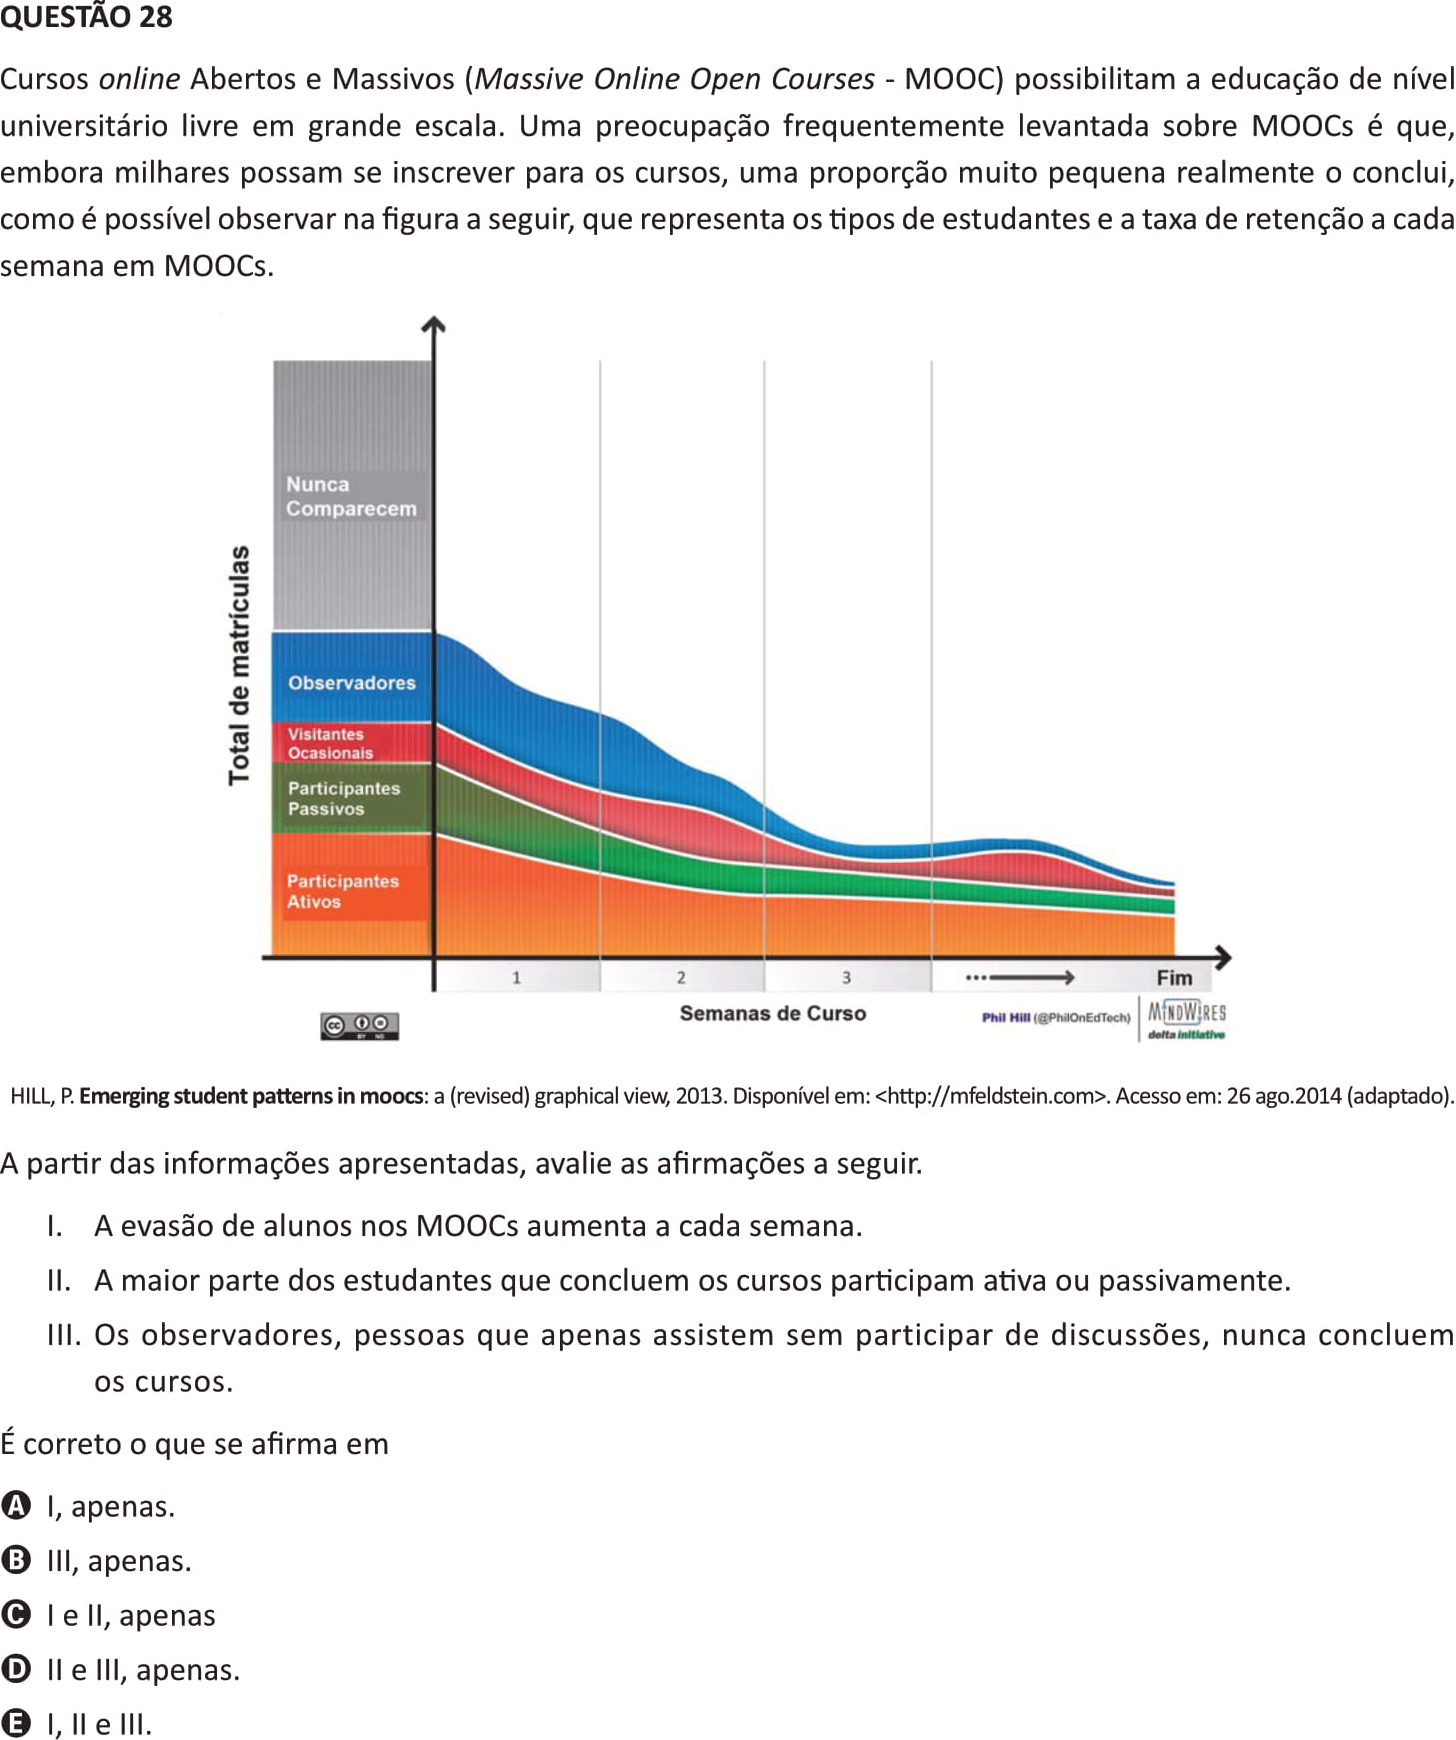 QUESTÃO 28
Cursos online Abertos e Massivos (Massive Online Open Courses - MOOC) possibilitam a educação de nível
universitário livre em grande escala. Uma preocupação frequentemente levantada sobre MOOCs é que,
embora milhares possam se inscrever para os cursos, uma proporção muito pequena realmente o conclui,
como é possível observar na figura a seguir, que representa os tipos de estudantes e a taxa de retenção a cada
semana em MOOCs.
Total de matrículas
Nunca
Comparecem
Observadores
Visitantes
Ocasionais
Participantes
Passivos
Participantes
Ativos
1 2 3 Fim
Semanas de Curso
cc
BY ND
Phil Hill (@PhilOnEdTech)
MINDWIRES
delta initiative
HILL, P. Emerging student patterns in moocs: a (revised) graphical view, 2013. Disponível em: <http://mfeldstein.com>. Acesso em: 26 ago.2014 (adaptado).
A partir das informações apresentadas, avalie as afirmações a seguir.
I. A evasão de alunos nos MOOCs aumenta a cada semana.
II. A maior parte dos estudantes que concluem os cursos participam ativa ou passivamente.
III. Os observadores, pessoas que apenas assistem sem participar de discussões, nunca concluem
os cursos.
É correto o que se afirma em
A I, apenas.
B III, apenas.
C I e II, apenas
D II e III, apenas.
E I, II e III.